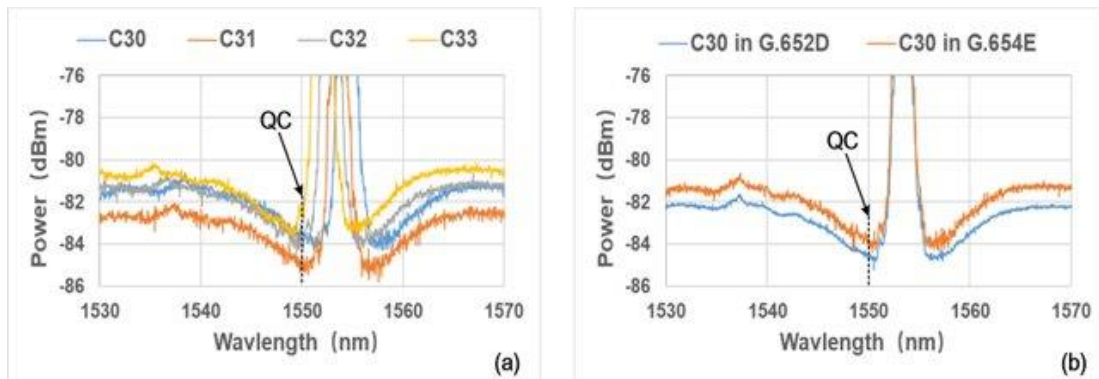 C30 C31 C32 C33
-76
-78
-80
-82
-84
-86
Power (dBm)
QC
1530 1540 1550 1560 1570
Wavlength (nm)
(a)
C30 in G.652D C30 in G.654E
-76
-78
-80
-82
-84
-86
Power (dBm)
QC
1530 1540 1550 1560 1570
Wavlength (nm)
(b)